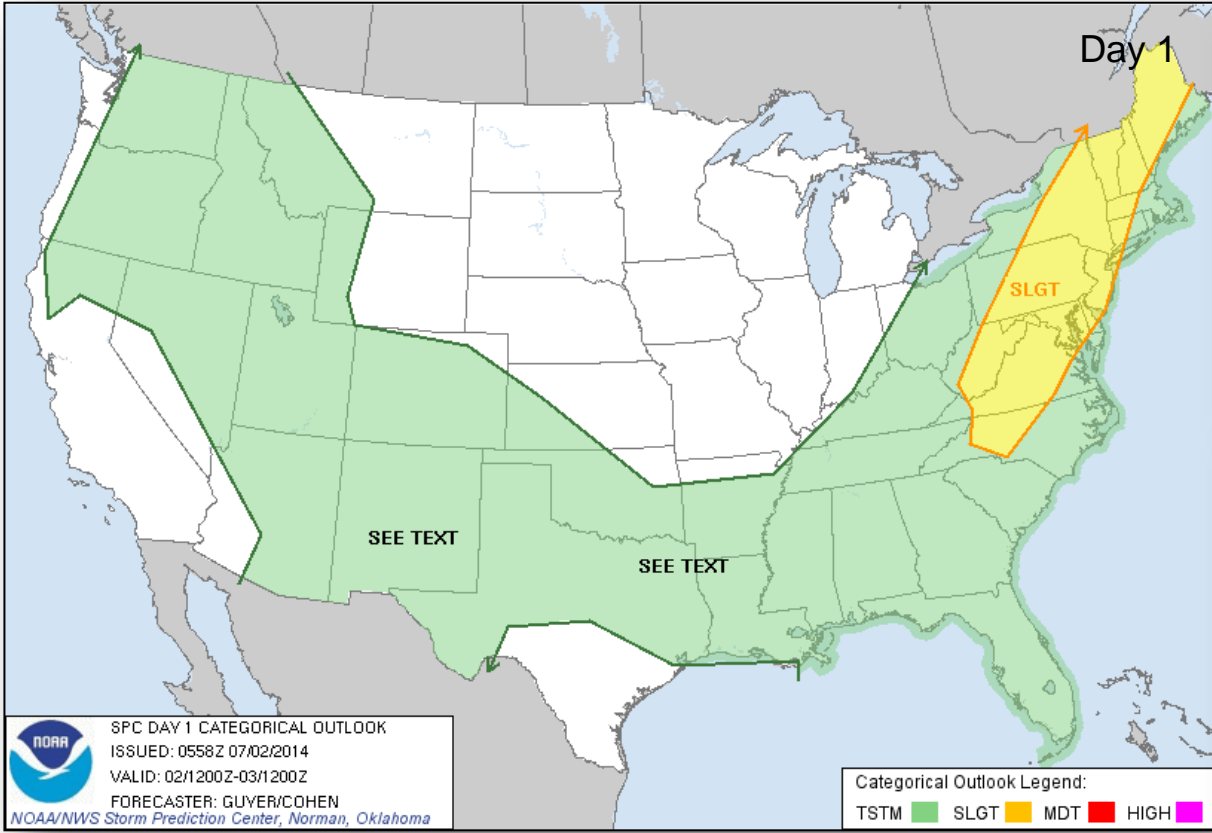 Day 1
SLGT
SEE TEXT
SEE TEXT
NOAA
SPC DAY 1 CATEGORICAL OUTLOOK
ISSUED: 0558Z 07/02/2014
VALID: 02/1200Z-03/1200Z
FORECASTER: GUYER/COHEN
NOAA/NWS Storm Prediction Center, Norman, Oklahoma
Categorical Outlook Legend:
TSTM SLGT MDT HIGH